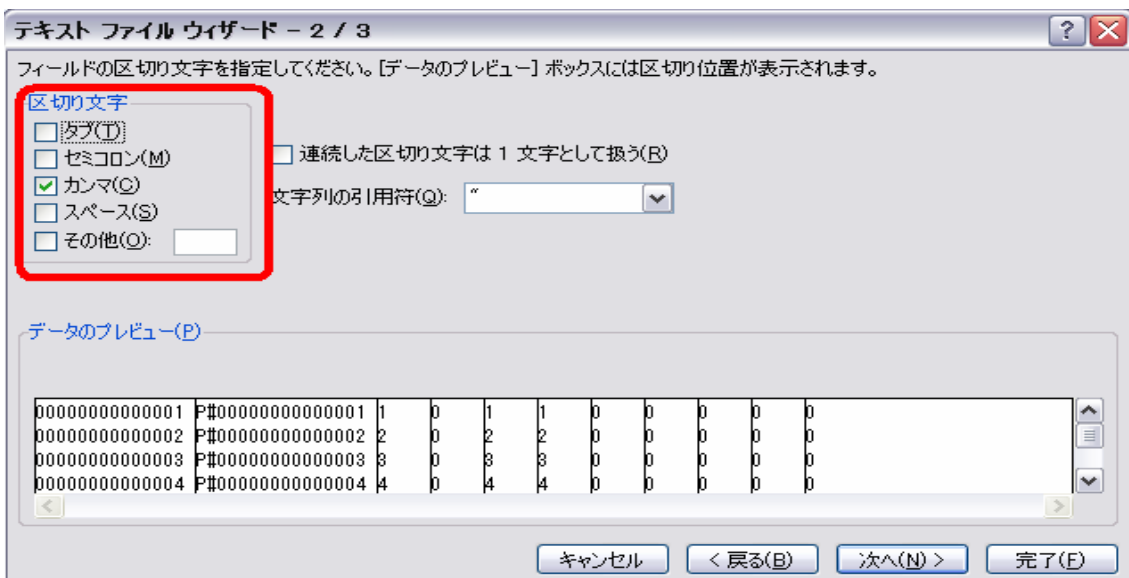 テキスト ファイル ウィザード - 2 / 3
フィールドの区切り文字を指定してください。[データのプレビュー] ボックスには区切り位置が表示されます。
区切り文字
タブ(T)
セミコロン(M)
カンマ(C)
スペース(S)
その他(O):
連続した区切り文字は 1 文字として扱う(R)
文字列の引用符(Q): "
データのプレビュー(P)
00000000000001 P#00000000000001 1 0 1 1 0 0 0 0 0
00000000000002 P#00000000000002 2 0 2 2 0 0 0 0 0
00000000000003 P#00000000000003 3 0 3 3 0 0 0 0 0
00000000000004 P#00000000000004 4 0 4 4 0 0 0 0 0
キャンセル < 戻る(B) 次へ(N) > 完了(F)